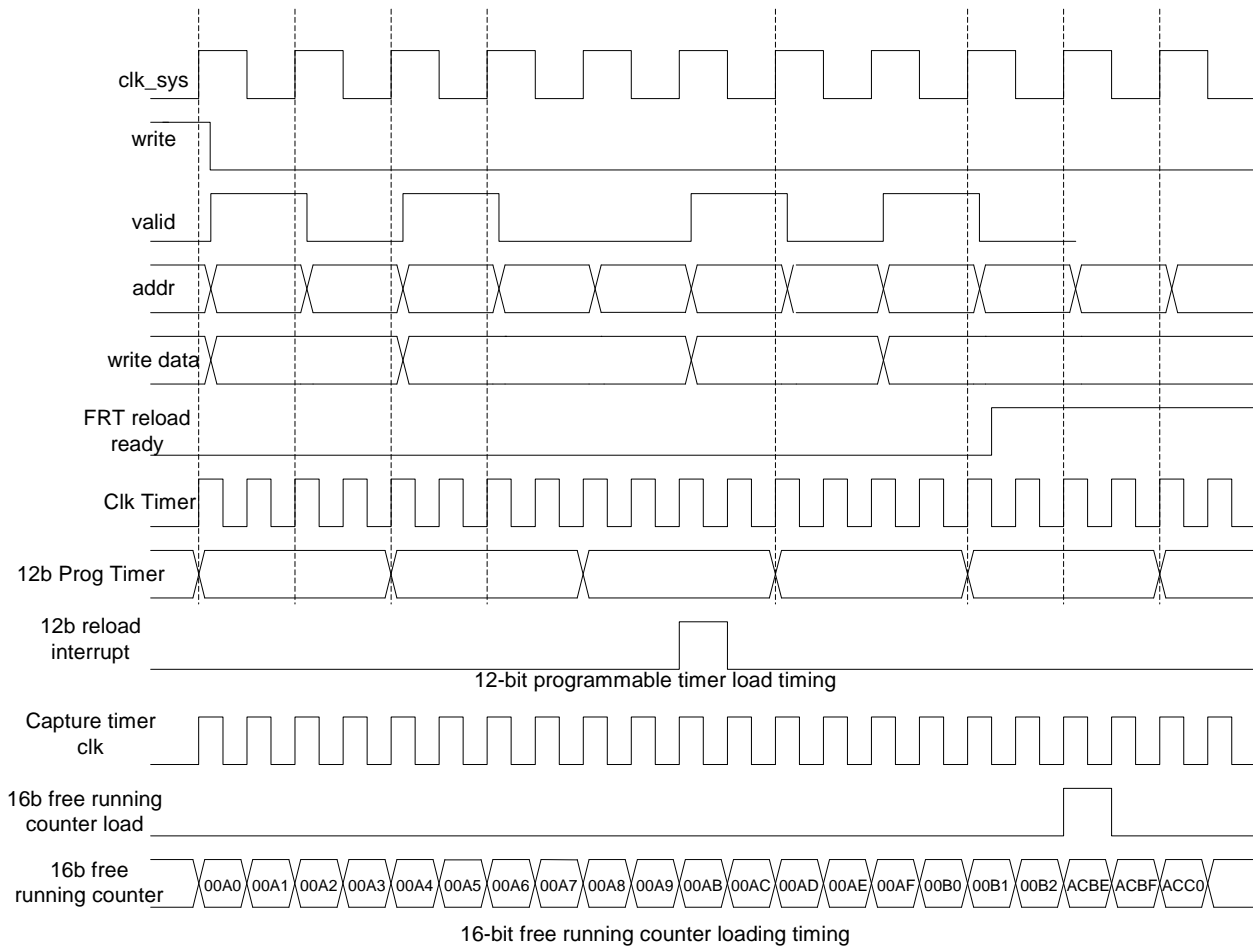 clk_sys
write
valid
addr
write data
FRT reload
ready
Clk Timer
12b Prog Timer
12b reload
interrupt
12-bit programmable timer load timing
Capture timer
clk
16b free running
counter load
16b free
running counter
00A0 00A1 00A2 00A3 00A4 00A5 00A6 00A7 00A8 00A9 00AB 00AC 00AD 00AE 00AF 00B0 00B1 00B2 ACBE ACBF ACC0
16-bit free running counter loading timing